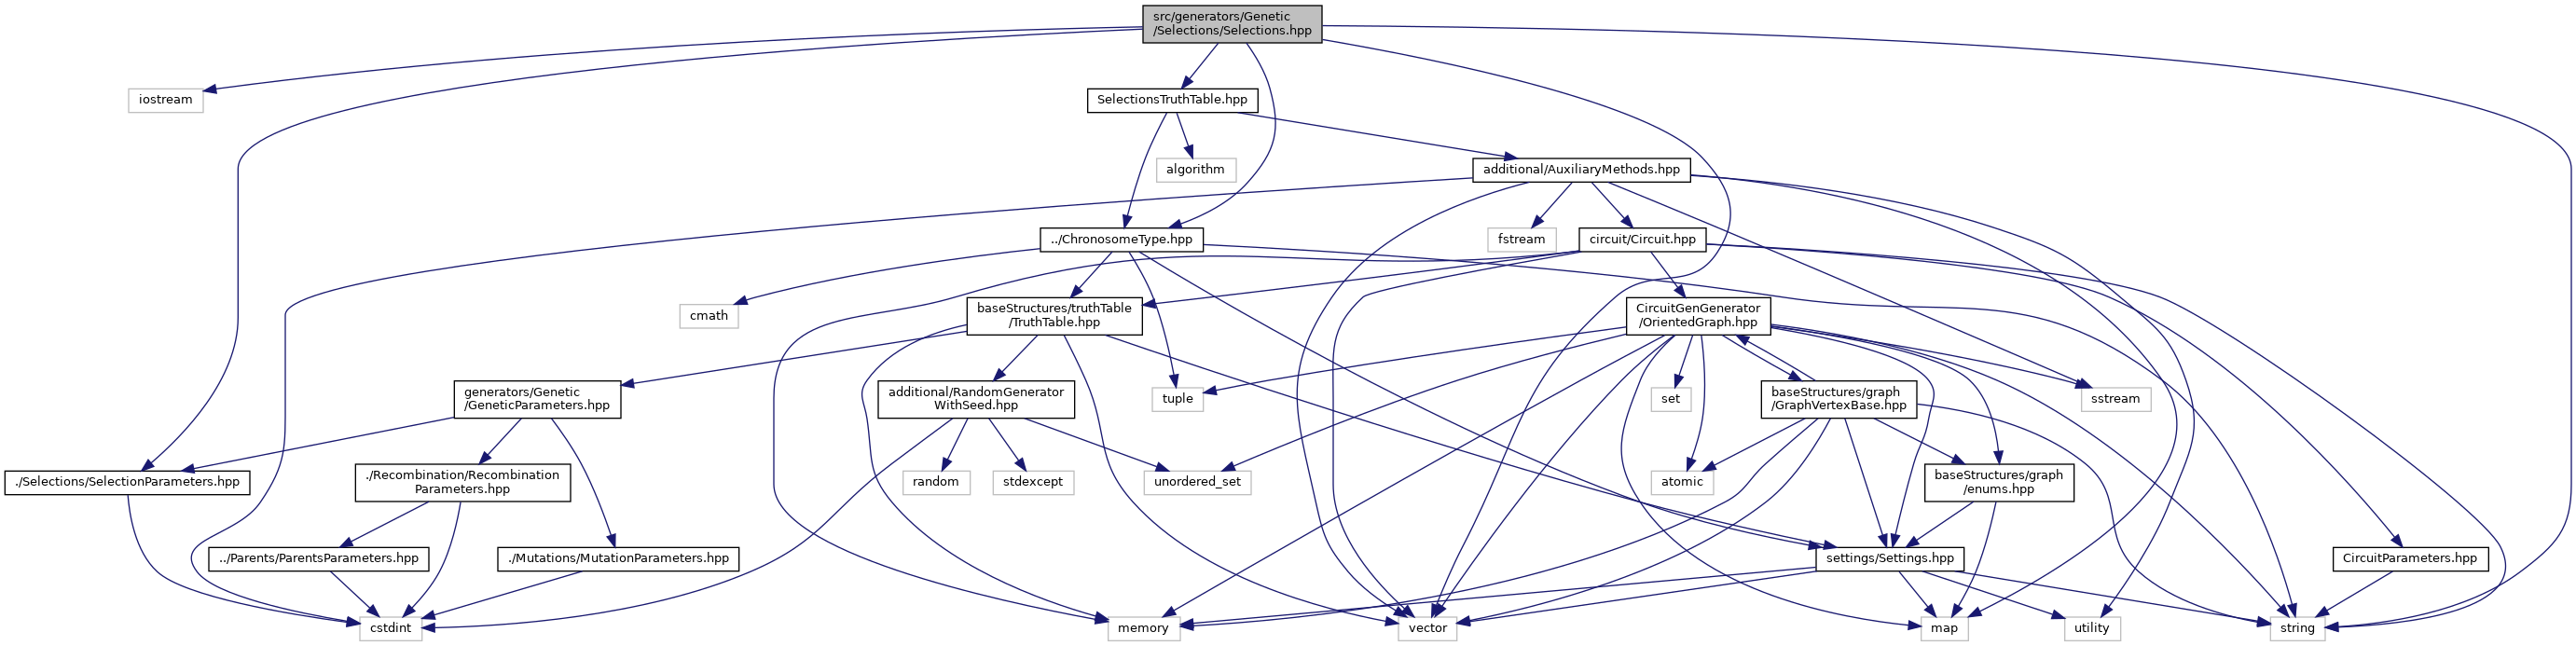 src/generators/Genetic
/Selections/Selections.hpp
iostream
SelectionsTruthTable.hpp
algorithm
additional/AuxiliaryMethods.hpp
../ChronosomeType.hpp
fstream
circuit/Circuit.hpp
cmath
baseStructures/truthTable
/TruthTable.hpp
CircuitGenGenerator
/OrientedGraph.hpp
generators/Genetic
/GeneticParameters.hpp
additional/RandomGenerator
WithSeed.hpp
tuple
set
baseStructures/graph
/GraphVertexBase.hpp
sstream
./Selections/SelectionParameters.hpp
./Recombination/Recombination
Parameters.hpp
random
stdexcept
unordered_set
atomic
baseStructures/graph
/enums.hpp
../Parents/ParentsParameters.hpp
./Mutations/MutationParameters.hpp
settings/Settings.hpp
CircuitParameters.hpp
cstdint
memory
vector
map
utility
string